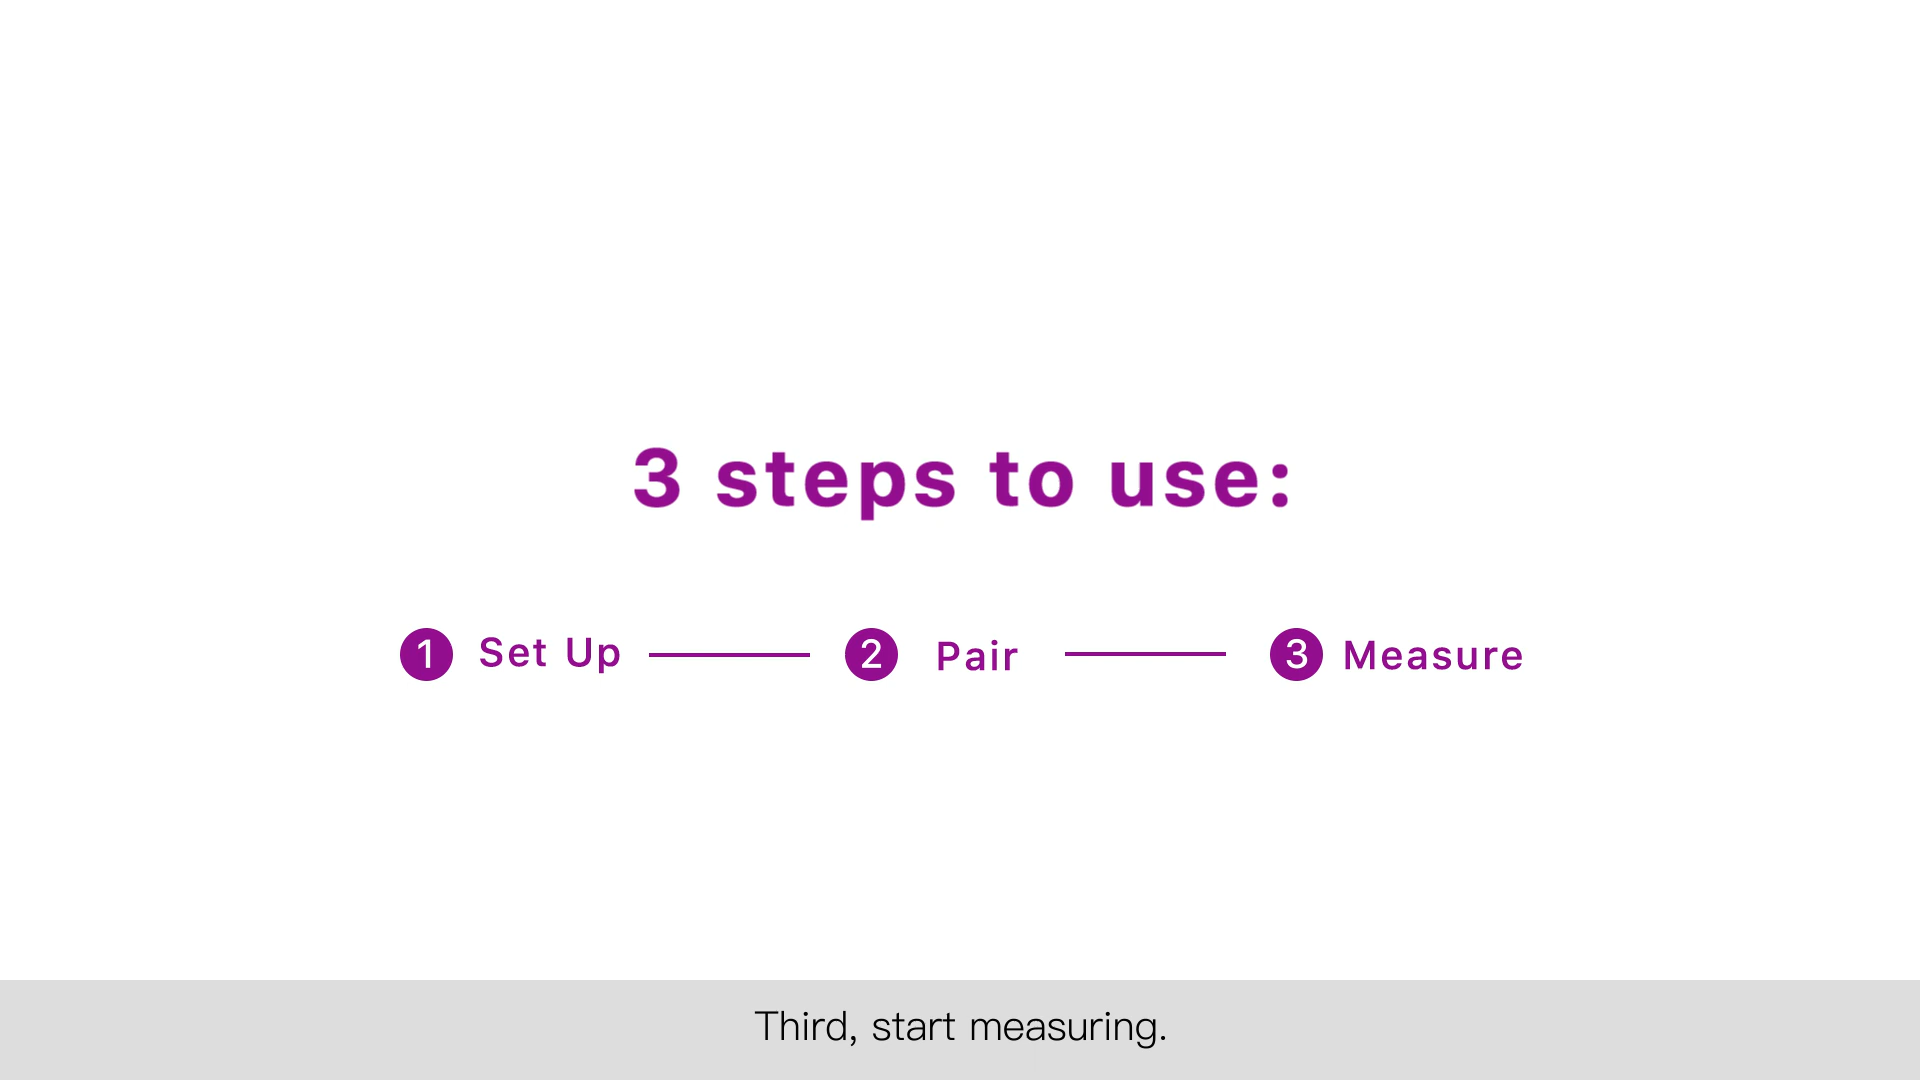 3 steps to use:
1 Set Up 2 Pair 3 Measure
Third, start measuring.